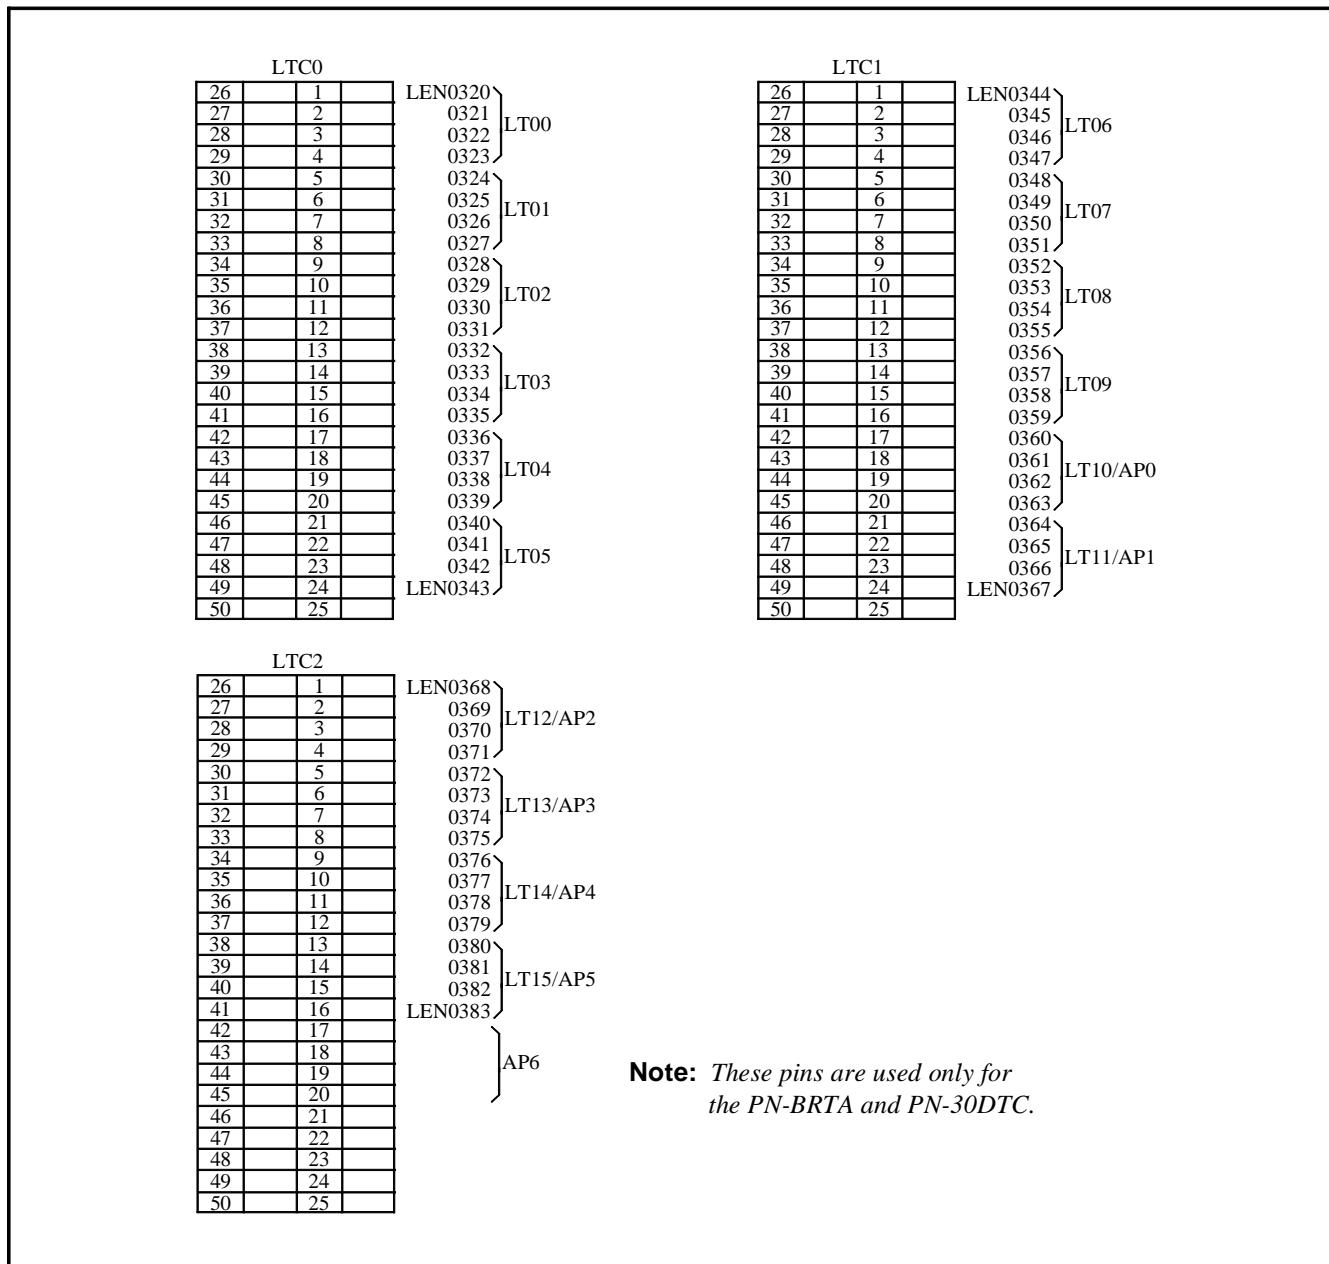 LTC0
26 1 LEN0320
27 2 0321
LT00
28 3 0322
29 4 0323
30 5 0324
31 6 0325
LT01
32 7 0326
33 8 0327
34 9 0328
35 10 0329
LT02
36 11 0330
37 12 0331
38 13 0332
39 14 0333
LT03
40 15 0334
41 16 0335
42 17 0336
43 18 0337
LT04
44 19 0338
45 20 0339
46 21 0340
47 22 0341
LT05
48 23 0342
49 24 LEN0343
50 25
LTC1
26 1 LEN0344
27 2 0345
LT06
28 3 0346
29 4 0347
30 5 0348
31 6 0349
LT07
32 7 0350
33 8 0351
34 9 0352
35 10 0353
LT08
36 11 0354
37 12 0355
38 13 0356
39 14 0357
LT09
40 15 0358
41 16 0359
42 17 0360
43 18 0361
LT10/AP0
44 19 0362
45 20 0363
46 21 0364
47 22 0365
LT11/AP1
48 23 0366
49 24 LEN0367
50 25
LTC2
26 1 LEN0368
27 2 0369
LT12/AP2
28 3 0370
29 4 0371
30 5 0372
31 6 0373
LT13/AP3
32 7 0374
33 8 0375
34 9 0376
35 10 0377
LT14/AP4
36 11 0378
37 12 0379
38 13 0380
39 14 0381
LT15/AP5
40 15 0382
41 16 LEN0383
42 17
43 18
AP6
44 19
45 20
46 21
47 22
48 23
49 24
50 25
Note: These pins are used only for
the PN-BRTA and PN-30DTC.